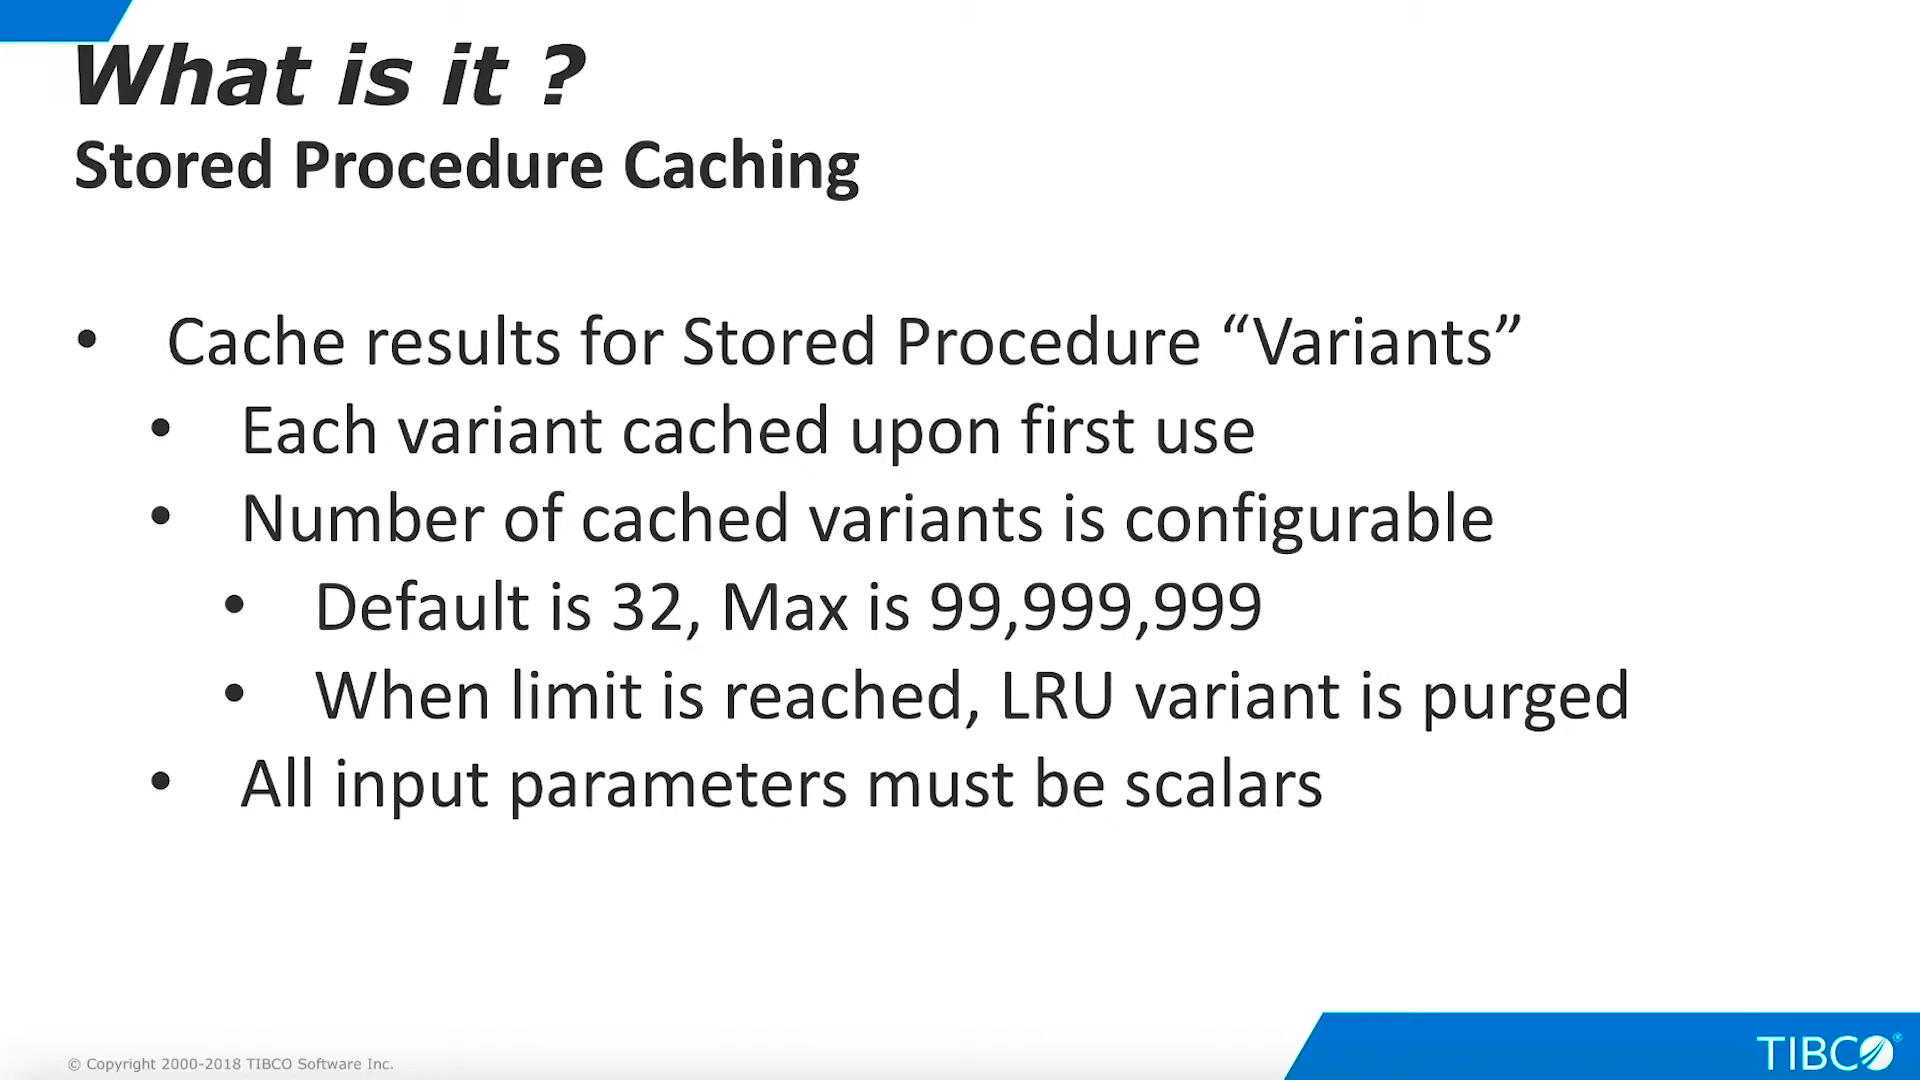 What is it ?
Stored Procedure Caching
• Cache results for Stored Procedure “Variants”
• Each variant cached upon first use
• Number of cached variants is configurable
• Default is 32, Max is 99,999,999
• When limit is reached, LRU variant is purged
• All input parameters must be scalars
© Copyright 2000-2018 TIBCO Software Inc.
TIBCO®